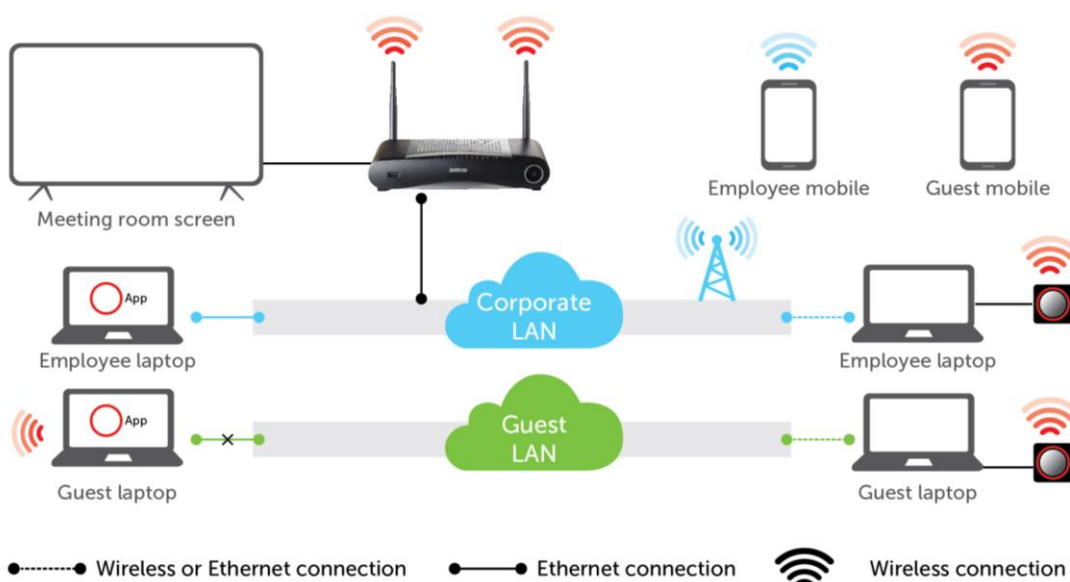 BARCO
Meeting room screen
Employee mobile
Guest mobile
App
Employee laptop
Corporate
LAN
Employee laptop
App
Guest laptop
Guest
LAN
Guest laptop
Wireless or Ethernet connection
Ethernet connection
Wireless connection